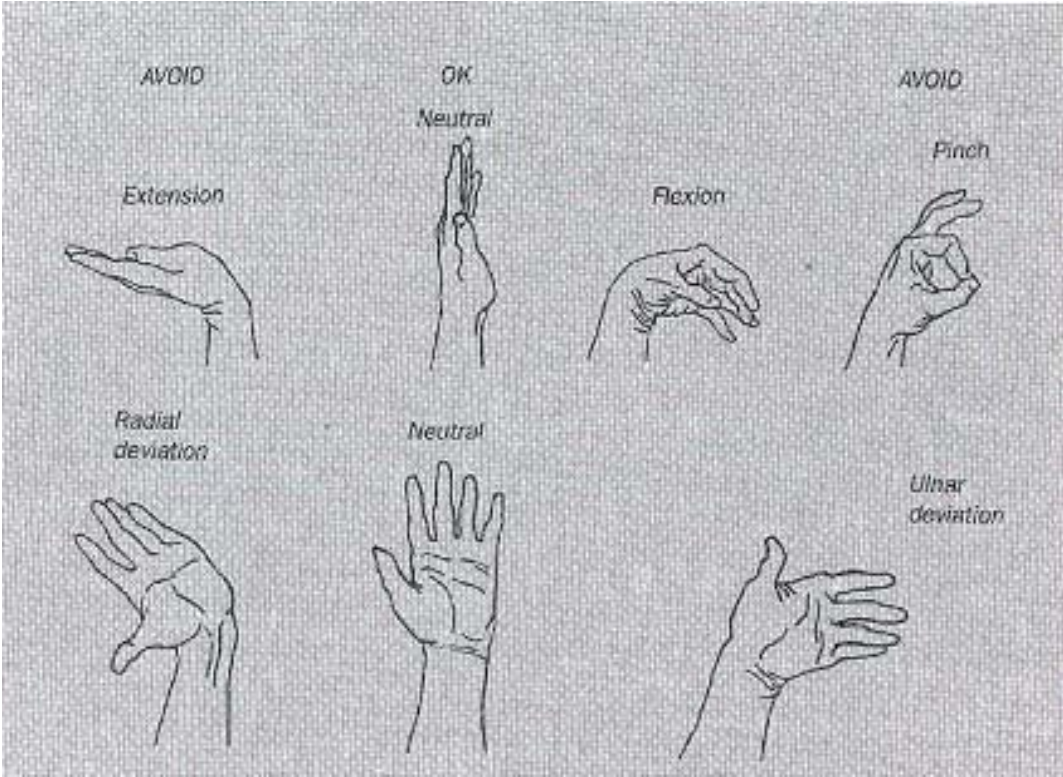 AVOID
OK
AVOID
Neutral
Pinch
Extension
Flexion
Radial
deviation
Neutral
Ulnar
deviation